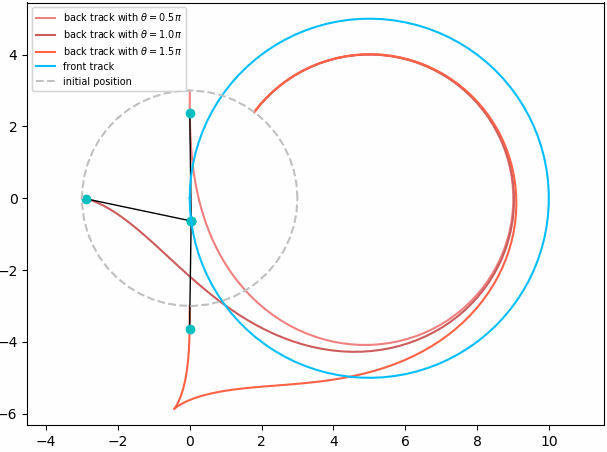 back track with θ = 0.5π
back track with θ = 1.0π
back track with θ = 1.5π
front track
initial position
4
2
0
−2
−4
−6
−4 −2 0 2 4 6 8 10